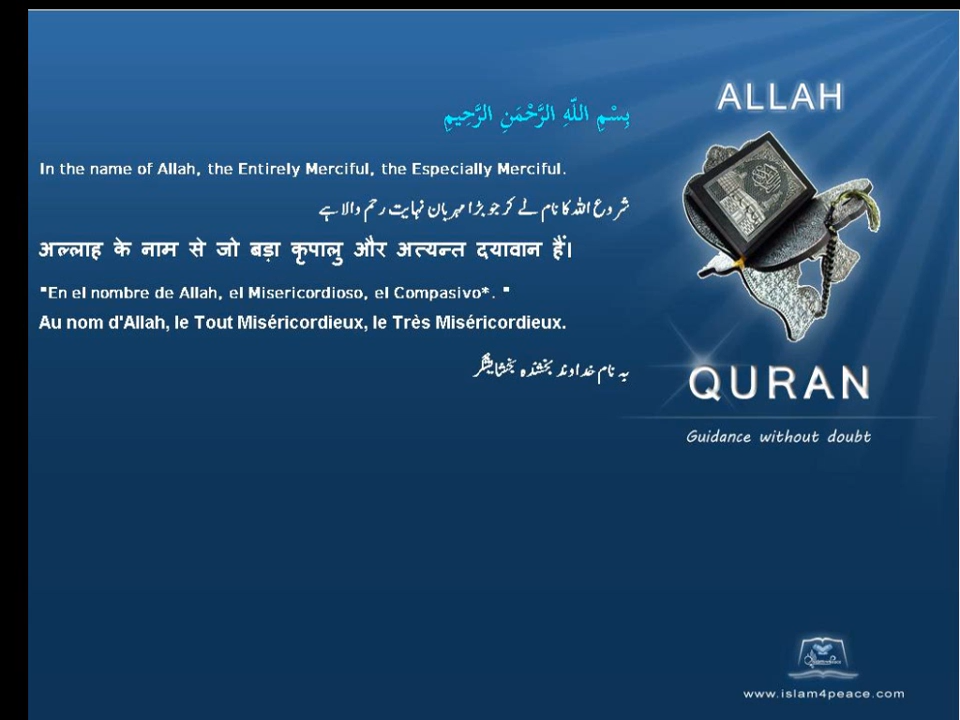 بِسْمِ اللَّهِ الرَّحْمَنِ الرَّحِيمِ
In the name of Allah, the Entirely Merciful, the Especially Merciful.
شروع الله کا نام لے کر جو بڑا مہربان نہایت رحم والا ہے
अल्लाह के नाम से जो बड़ा कृपालु और अत्यन्त दयावान हैं।
"En el nombre de Allah, el Misericordioso, el Compasivo*. "
Au nom d'Allah, le Tout Miséricordieux, le Très Miséricordieux.
به نام خداوند بخشنده بخشایشگر
ALLAH
QURAN
Guidance without doubt
www.islam4peace.com